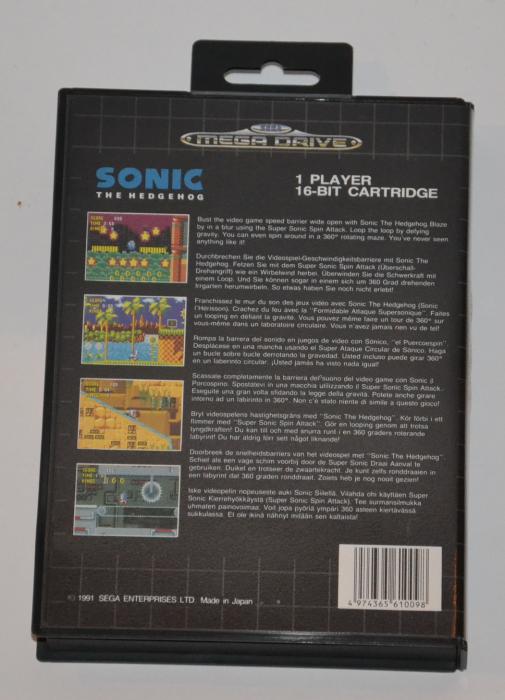 SEGA
MEGA DRIVE
SONIC
THE HEDGEHOG
1 PLAYER
16-BIT CARTRIDGE
Bust the video game speed barrier wide open with Sonic The Hedgehog. Blaze
by in a blur using the Super Sonic Spin Attack. Loop the loop by defying
gravity. You can even spin around in a 360° rotating maze. You've never seen
anything like it!
Durchbrechen Sie die Videospiel-Geschwindigkeitsbarriere mit Sonic The
Hedgehog. Fetzen Sie mit dem Super Sonic Spin Attack (Überschall-
Drehangriff) wie ein Wirbelwind herbei. Überwinden Sie die Schwerkraft mit
einem Loop. Und Sie können sogar in einem sich um 360 Grad drehenden
Irrgarten herumwirbeln. So etwas haben Sie noch nicht erlebt!
Franchissez le mur du son des jeux vidéo avec Sonic The Hedgehog (Sonic
l'Hérisson). Crachez du feu avec la "Formidable Attaque Supersonique". Faites
un looping en défiant la gravité. Vous pouvez même faire un tour de 360° sur
vous-même dans un laboratoire circulaire. Vous n'avez jamais rien vu de tel!
Rompa la barrera del sonido en juegos de video con Sónico, "el Puercoespin".
Desplácese en una mancha usando el Super Ataque Circular de Sónico. Haga
un bucle sobre bucle derrotando la gravedad. Usted incluso puede girar 360°
en un laberinto circular. ¡Usted jamás ha visto nada igual!
Scassate completamente la barriera del'suono del video game con Sonic il
Porcospino. Spostatevi in una macchia utilizzando il Super Sonic Spin Attack.
Eseguite una gran volta sfidando la legge della gravità. Potete anche girare
intorno ad un labirinto in 360°. Non c'è stato niente di simile a questo gioco!
Bryt videospelens hastighetsgräns med "Sonic The Hedgehog". Kör förbi i ett
flimmer med "Super Sonic Spin Attack". Gör en looping genom att trotsa
tyngdkraften! Du kan till och med snurra runt i en 360 graders roterande
labyrint! Du har aldrig förr sett något liknande!
Doorbreek de snelheidsbarriers van het videospel met "Sonic The Hedgehog".
Schiet als een vage schim voorbij door de Super Sonic Draai Aanval te
gebruiken. Duikel en trotseer de zwaartekracht. Je kunt zelfs ronddraaien in
een labyrint dat 360 graden ronddraait. Zoiets heb je nog nooit gezien!
Iske videopelin nopeuseste auki Sonic Siilellä. Vilahda ohi käyttäen Super
Sonic Kierrehyökkäystä (Super Sonic Spin Attack). Tee surmansilmukka
uhmaten painovoimaa. Voit jopa pyöriä ympäri 360 asteen kiertävässä
sukkulassa. Et ole ikinä nähnyt mitään sen kaltaista!
© 1991 SEGA ENTERPRISES LTD. Made in Japan
4 974365 610098